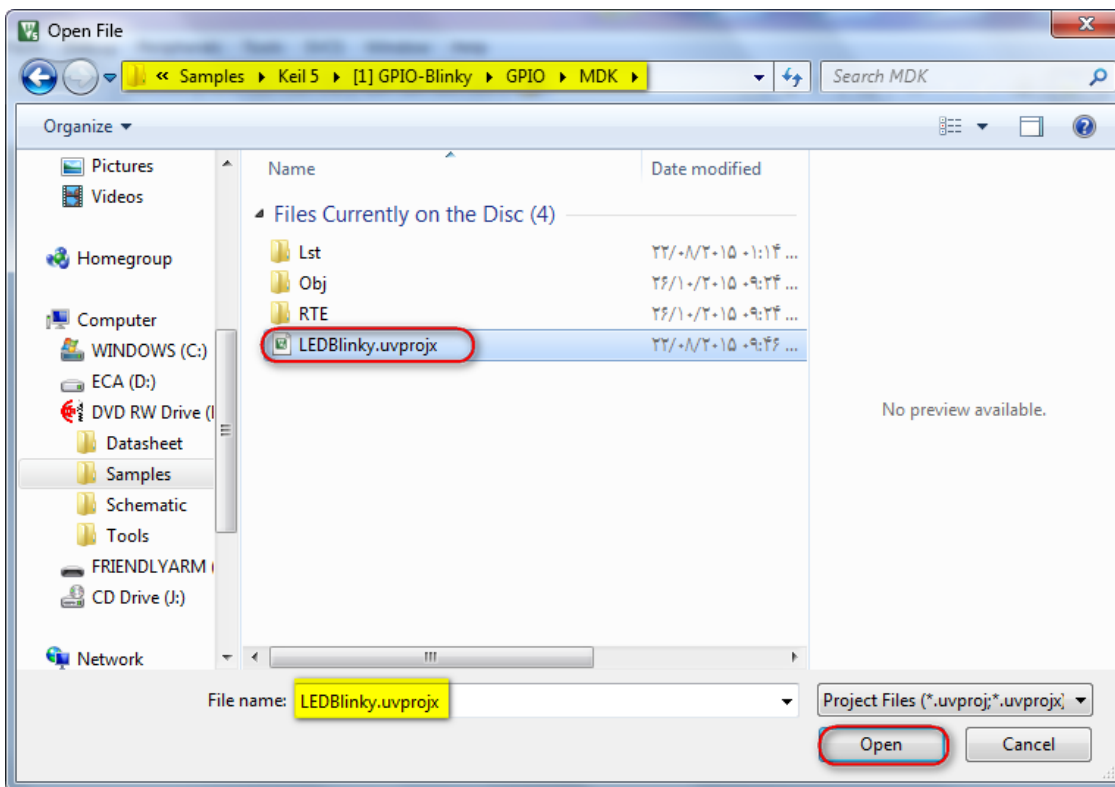 Open File
« Samples ▸ Keil 5 ▸ [1] GPIO-Blinky ▸ GPIO ▸ MDK ▸
Search MDK
Organize
Name
Date modified
Pictures
Videos
Homegroup
Computer
WINDOWS (C:)
ECA (D:)
DVD RW Drive (
Datasheet
Samples
Schematic
Tools
FRIENDLYARM (
CD Drive (J:)
Network
Files Currently on the Disc (4)
Lst ۲۲/۰۸/۲۰۱۵ ۰۱:۱۴ ...
Obj ۲۶/۱۰/۲۰۱۵ ۰۹:۲۴ ...
RTE ۲۶/۱۰/۲۰۱۵ ۰۹:۲۴ ...
LEDBlinky.uvprojx ۲۲/۰۸/۲۰۱۵ ۰۹:۴۶ ...
No preview available.
File name: LEDBlinky.uvprojx
Project Files (*.uvproj;*.uvprojx)
Open
Cancel